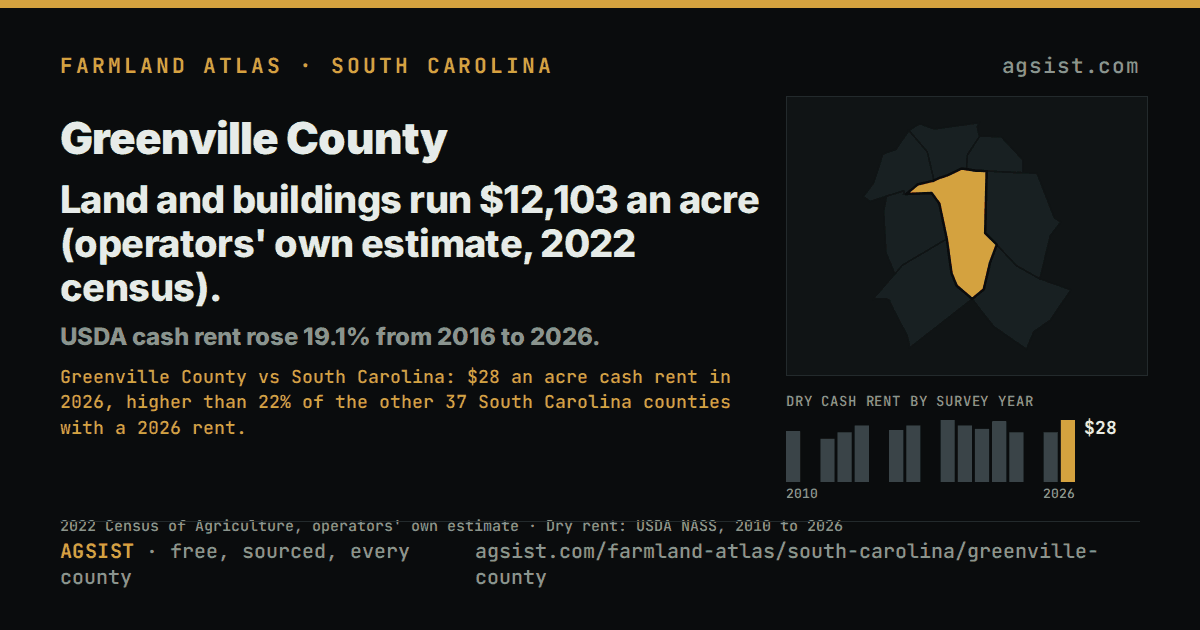 FARMLAND ATLAS · SOUTH CAROLINA
agsist.com
Greenville County
Land and buildings run $12,103 an acre
(operators' own estimate, 2022
census).
USDA cash rent rose 19.1% from 2016 to 2026.
Greenville County vs South Carolina: $28 an acre cash rent in
2026, higher than 22% of the other 37 South Carolina counties
with a 2026 rent.
DRY CASH RENT BY SURVEY YEAR
$28
2010
2026
2022 Census of Agriculture, operators' own estimate · Dry rent: USDA NASS, 2010 to 2026
AGSIST · free, sourced, every
county
agsist.com/farmland-atlas/south-carolina/greenville-
county